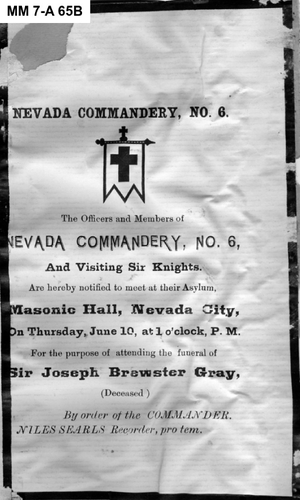 MM 7-A 65B
NEVADA COMMANDERY, NO. 6.
The Officers and Members of
NEVADA COMMANDERY, NO. 6,
And Visiting Sir Knights.
Are hereby notified to meet at their Asylum,
Masonic Hall, Nevada City,
On Thursday, June 10, at 1 o'clock, P. M.
For the purpose of attending the funeral of
Sir Joseph Brewster Gray,
(Deceased)
By order of the COMMANDER.
NILES SEARLS Recorder, pro tem.